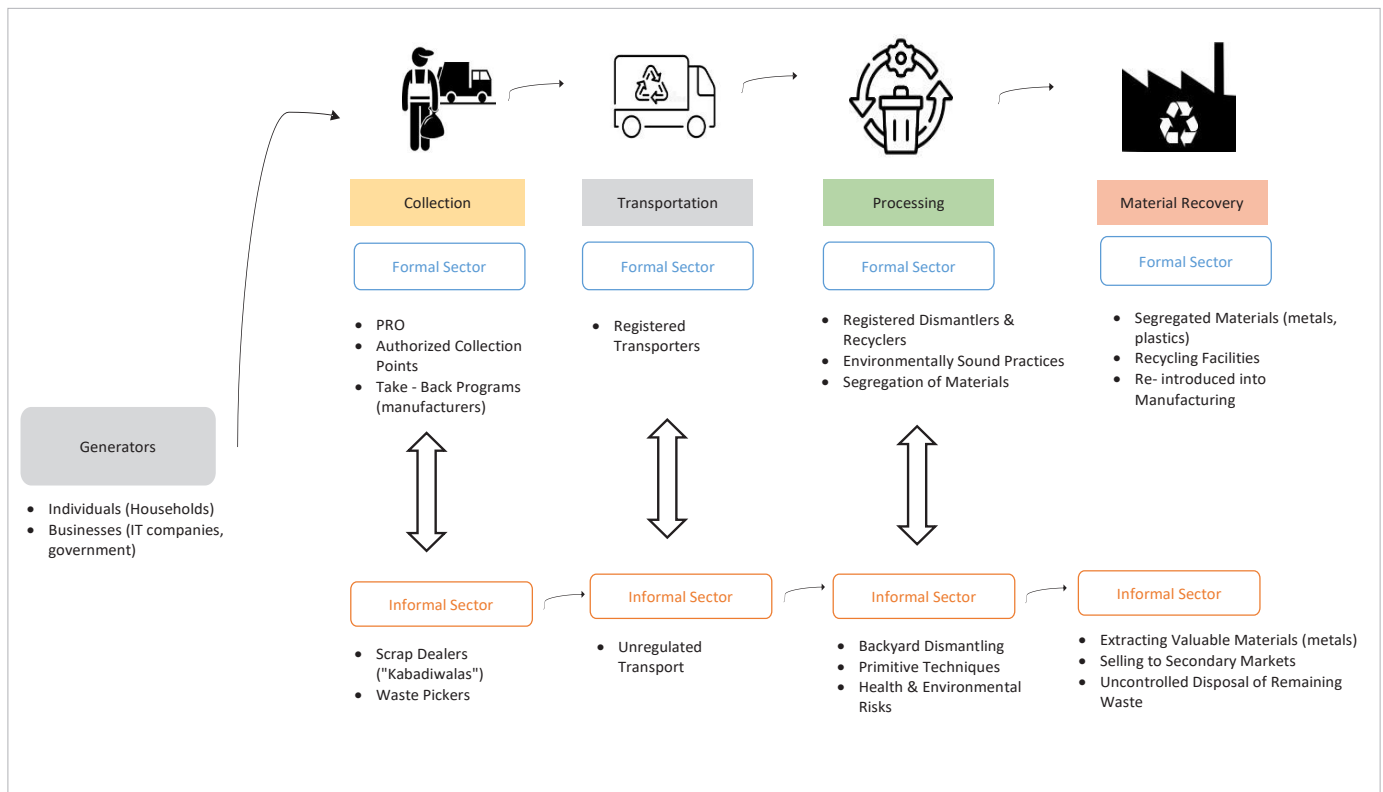 Collection
Transportation
Processing
Material Recovery
Formal Sector
Formal Sector
Formal Sector
Formal Sector
• PRO
• Authorized Collection
Points
• Take - Back Programs
(manufacturers)
• Registered
Transporters
• Registered Dismantlers &
Recyclers
• Environmentally Sound Practices
• Segregation of Materials
• Segregated Materials (metals,
plastics)
• Recycling Facilities
• Re- introduced into
Manufacturing
Generators
• Individuals (Households)
• Businesses (IT companies,
government)
Informal Sector
Informal Sector
Informal Sector
Informal Sector
• Scrap Dealers
("Kabadiwalas")
• Waste Pickers
• Unregulated
Transport
• Backyard Dismantling
• Primitive Techniques
• Health & Environmental
Risks
• Extracting Valuable Materials (metals)
• Selling to Secondary Markets
• Uncontrolled Disposal of Remaining
Waste